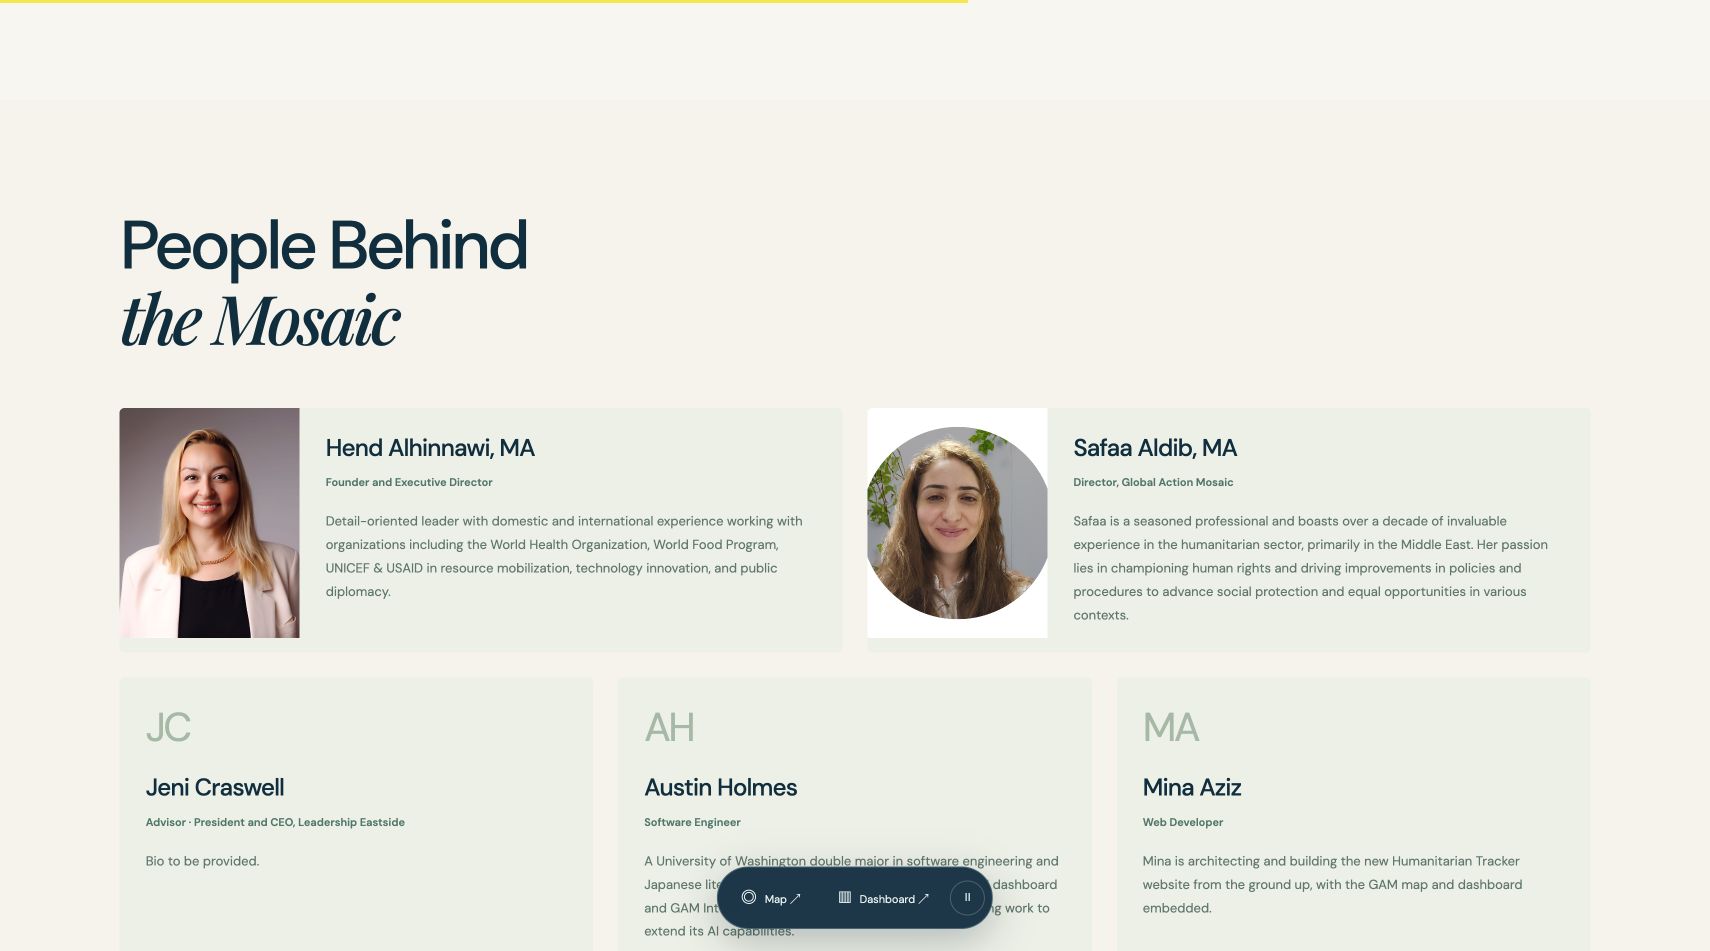 People Behind
the Mosaic
Hend Alhinnawi, MA
Founder and Executive Director
Detail-oriented leader with domestic and international experience working with
organizations including the World Health Organization, World Food Program,
UNICEF & USAID in resource mobilization, technology innovation, and public
diplomacy.
Safaa Aldib, MA
Director, Global Action Mosaic
Safaa is a seasoned professional and boasts over a decade of invaluable
experience in the humanitarian sector, primarily in the Middle East. Her passion
lies in championing human rights and driving improvements in policies and
procedures to advance social protection and equal opportunities in various
contexts.
JC
Jeni Craswell
Advisor · President and CEO, Leadership Eastside
Bio to be provided.
AH
Austin Holmes
Software Engineer
A University of Washington double major in software engineering and
Japanese dashboard
and GAM work to
extend its AI capabilities.
MA
Mina Aziz
Web Developer
Mina is architecting and building the new Humanitarian Tracker
website from the ground up, with the GAM map and dashboard
embedded.
Map ↗ Dashboard ↗